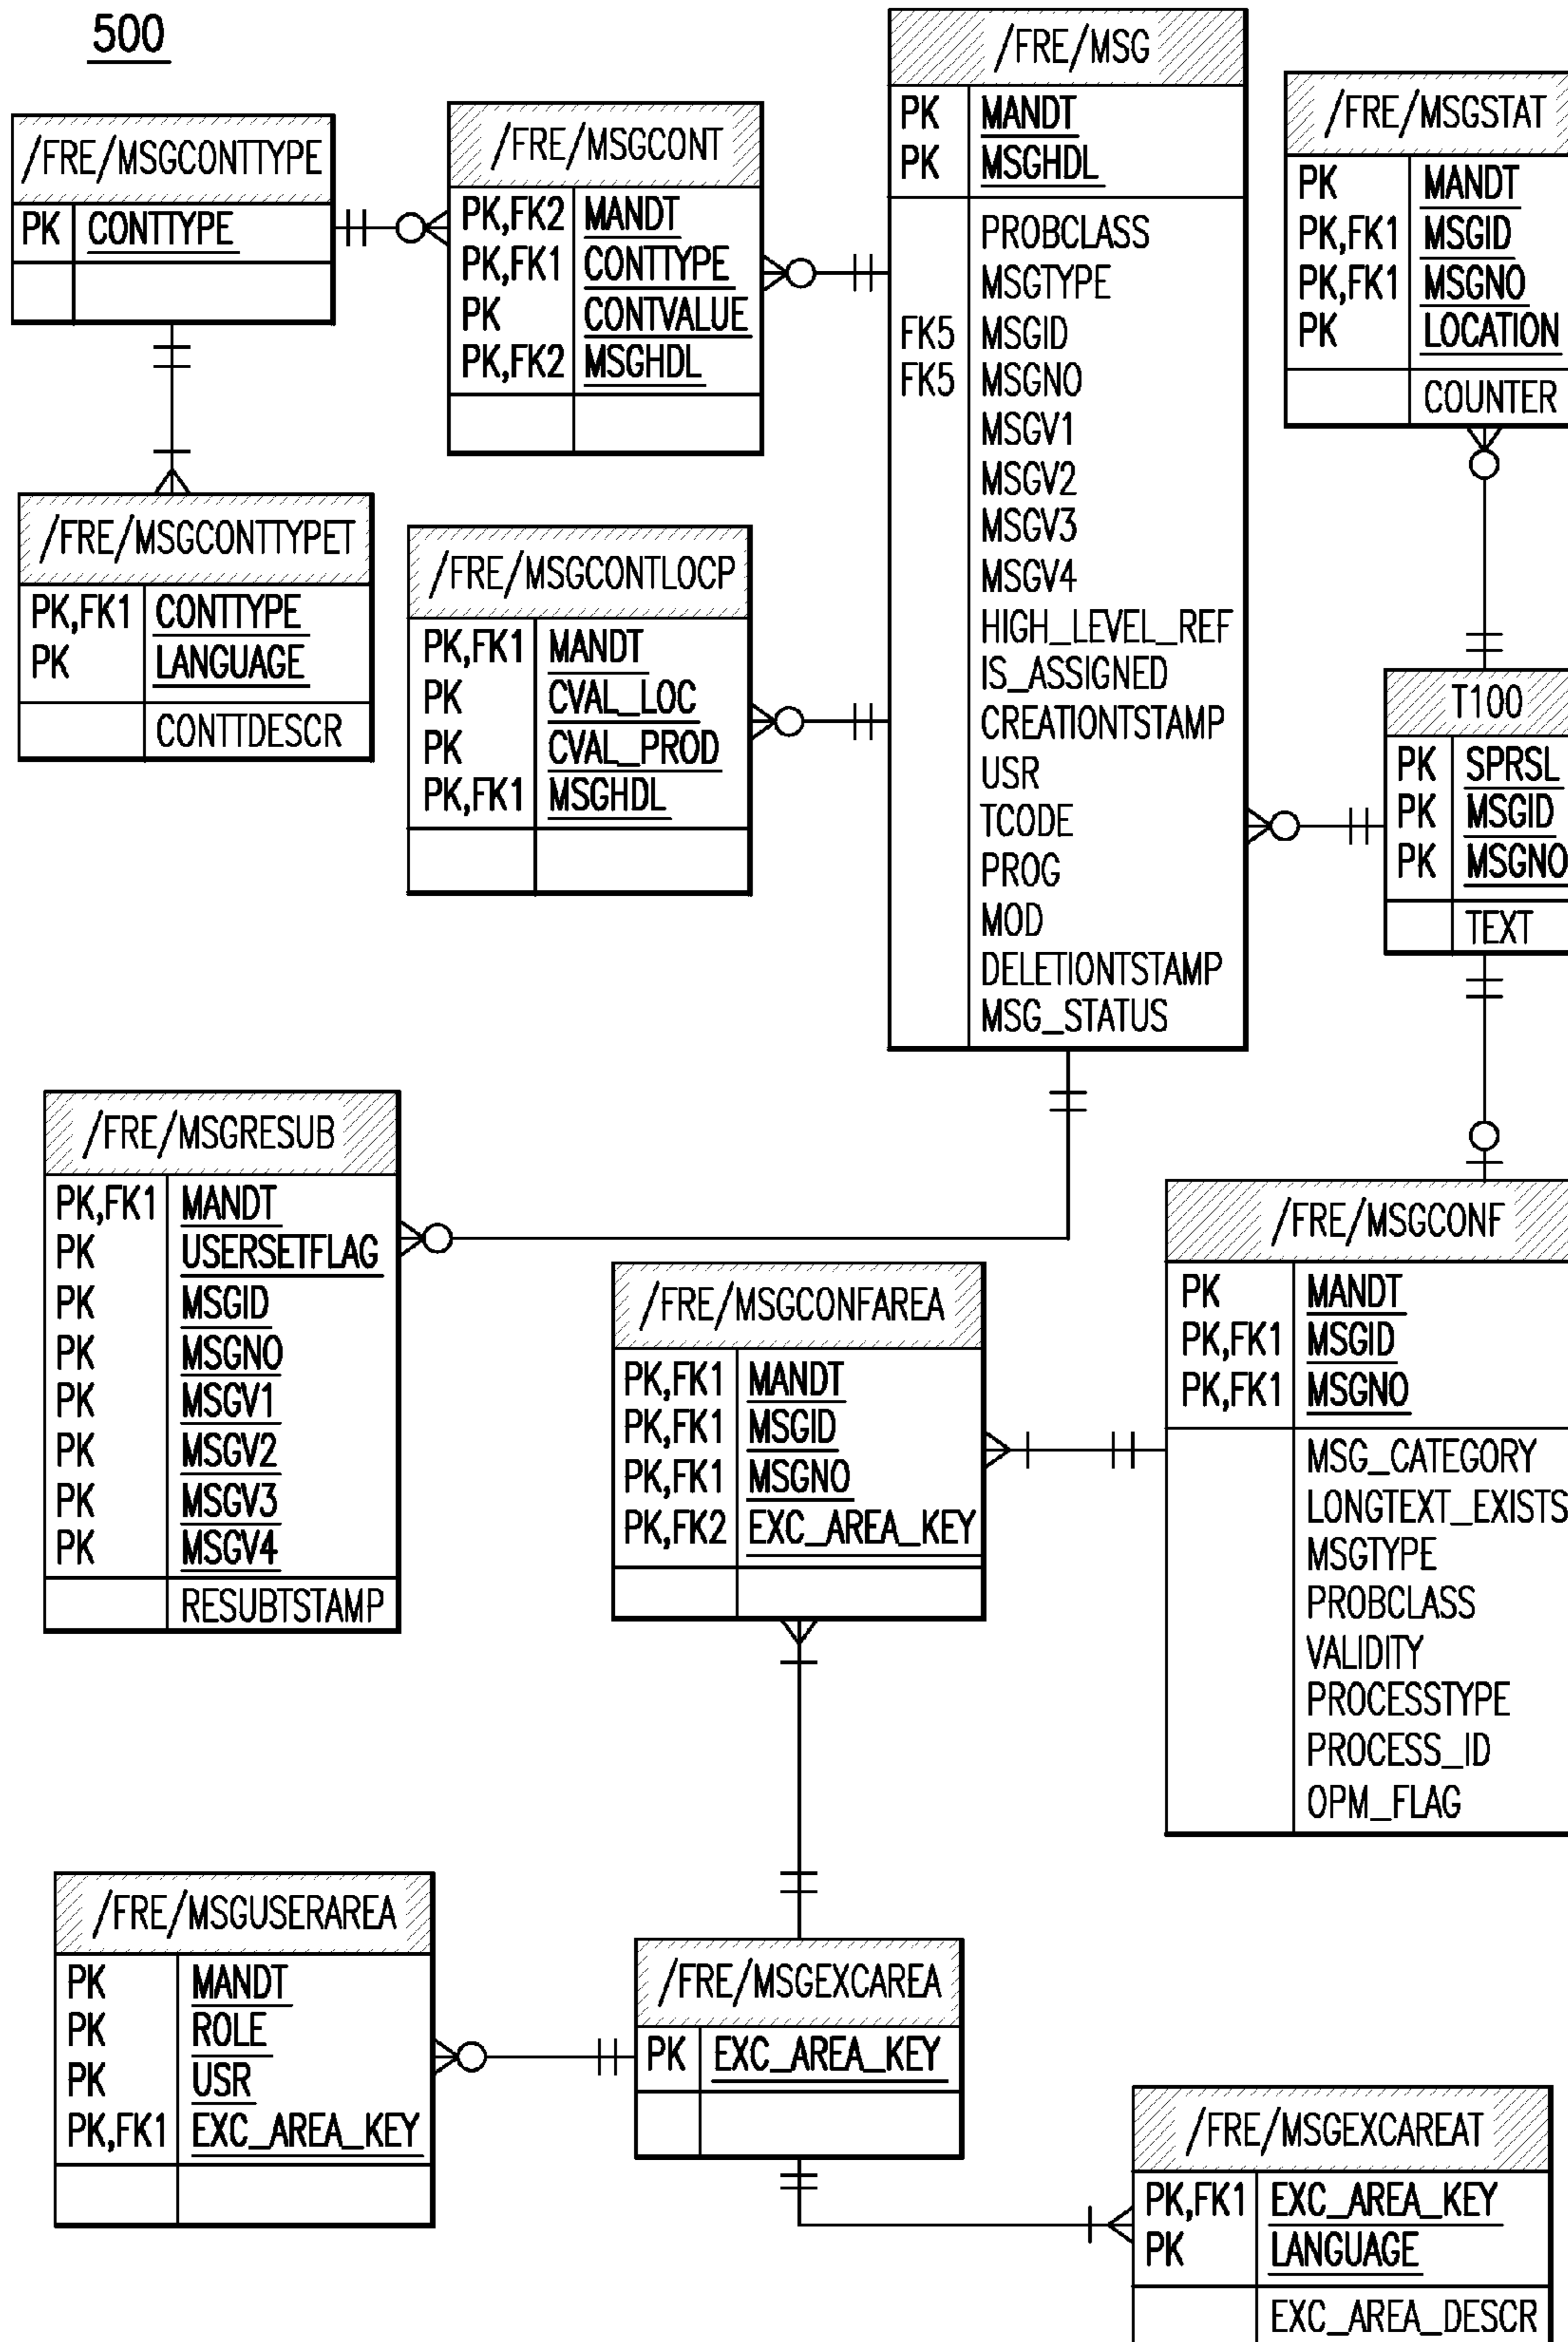 500
/FRE/MSGCONTTYPE
PK CONTTYPE
/FRE/MSGCONT
PK,FK2 MANDT
PK,FK1 CONTTYPE
PK CONTVALUE
PK,FK2 MSGHDL
/FRE/MSG
PK MANDT
PK MSGHDL
PROBCLASS
MSGTYPE
FK5 MSGID
FK5 MSGNO
MSGV1
MSGV2
MSGV3
MSGV4
HIGH_LEVEL_REF
IS_ASSIGNED
CREATIONTSTAMP
USR
TCODE
PROG
MOD
DELETIONTSTAMP
MSG_STATUS
/FRE/MSGSTAT
PK MANDT
PK,FK1 MSGID
PK,FK1 MSGNO
PK LOCATION
COUNTER
/FRE/MSGCONTTYPET
PK,FK1 CONTTYPE
PK LANGUAGE
CONTTDESCR
/FRE/MSGCONTLOCP
PK,FK1 MANDT
PK CVAL_LOC
PK CVAL_PROD
PK,FK1 MSGHDL
T100
PK SPRSL
PK MSGID
PK MSGNO
TEXT
/FRE/MSGRESUB
PK,FK1 MANDT
PK USERSETFLAG
PK MSGID
PK MSGNO
PK MSGV1
PK MSGV2
PK MSGV3
PK MSGV4
RESUBTSTAMP
/FRE/MSGCONFAREA
PK,FK1 MANDT
PK,FK1 MSGID
PK,FK1 MSGNO
PK,FK2 EXC_AREA_KEY
/FRE/MSGCONF
PK MANDT
PK,FK1 MSGID
PK,FK1 MSGNO
MSG_CATEGORY
LONGTEXT_EXISTS
MSGTYPE
PROBCLASS
VALIDITY
PROCESSTYPE
PROCESS_ID
OPM_FLAG
/FRE/MSGUSERAREA
PK MANDT
PK ROLE
PK USR
PK,FK1 EXC_AREA_KEY
/FRE/MSGEXCAREA
PK EXC_AREA_KEY
/FRE/MSGEXCAREAT
PK,FK1 EXC_AREA_KEY
PK LANGUAGE
EXC_AREA_DESCR